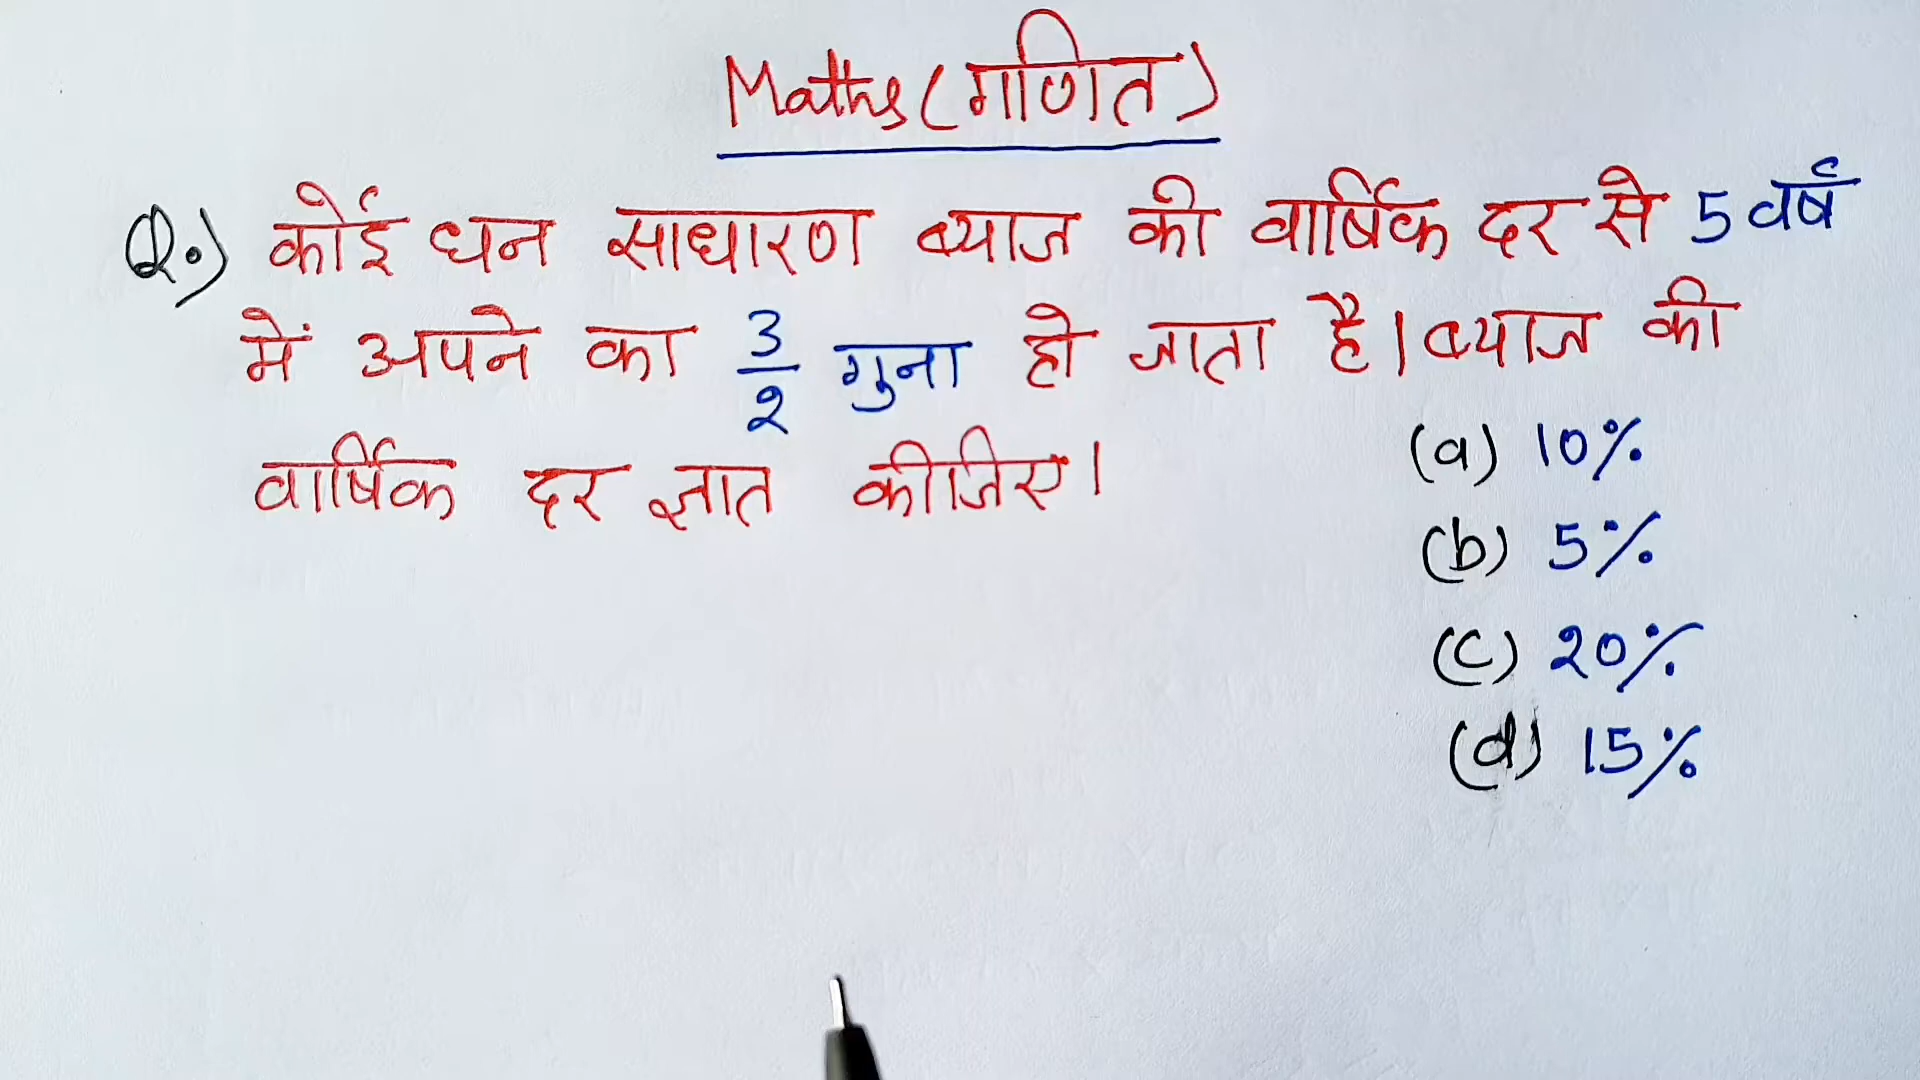 Maths (गणित)
Q.) कोई धन साधारण ब्याज की वार्षिक दर से 5 वर्ष
में अपने का 3/2 गुना हो जाता है। ब्याज की
वार्षिक दर ज्ञात कीजिए।
(a) 10%
(b) 5%
(c) 20%
(d) 15%